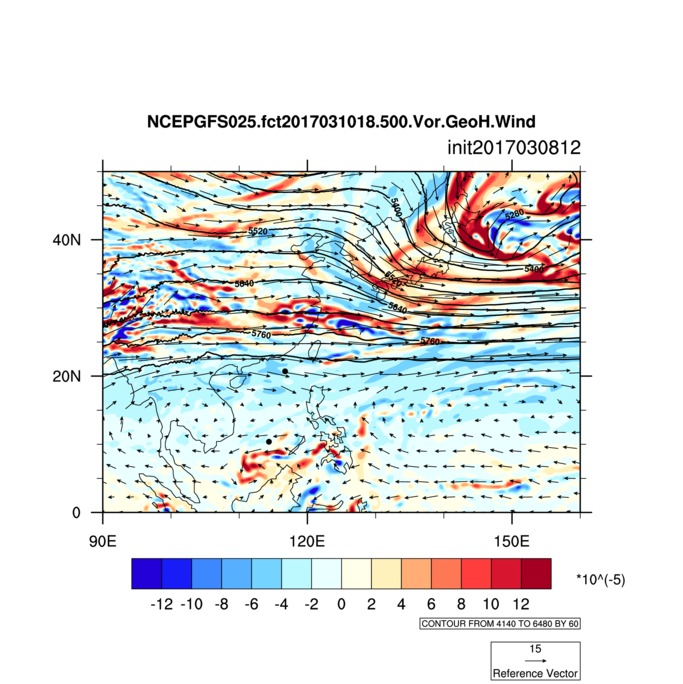 NCEPGFS025.fct2017031018.500.Vor.GeoH.Wind
init2017030812
5400
5280
5520
40N
5400
5640
5640
5760
5760
20N
0
90E 120E 150E
-12 -10 -8 -6 -4 -2 0 2 4 6 8 10 12
*10^(-5)
CONTOUR FROM 4140 TO 6480 BY 60
15
Reference Vector